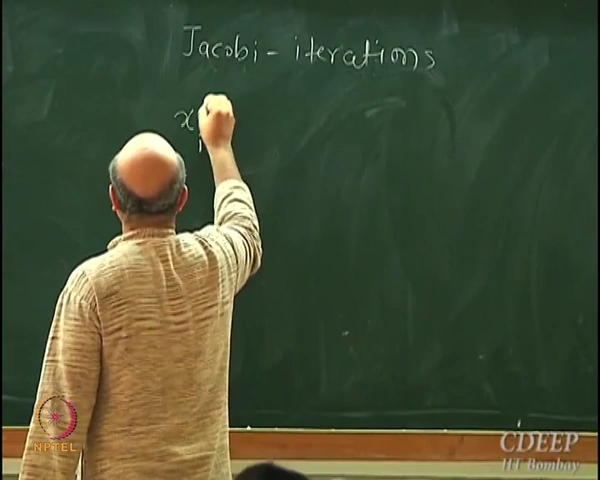 Jacobi - iterations
x i
NPTEL
CDEEP
IIT Bombay